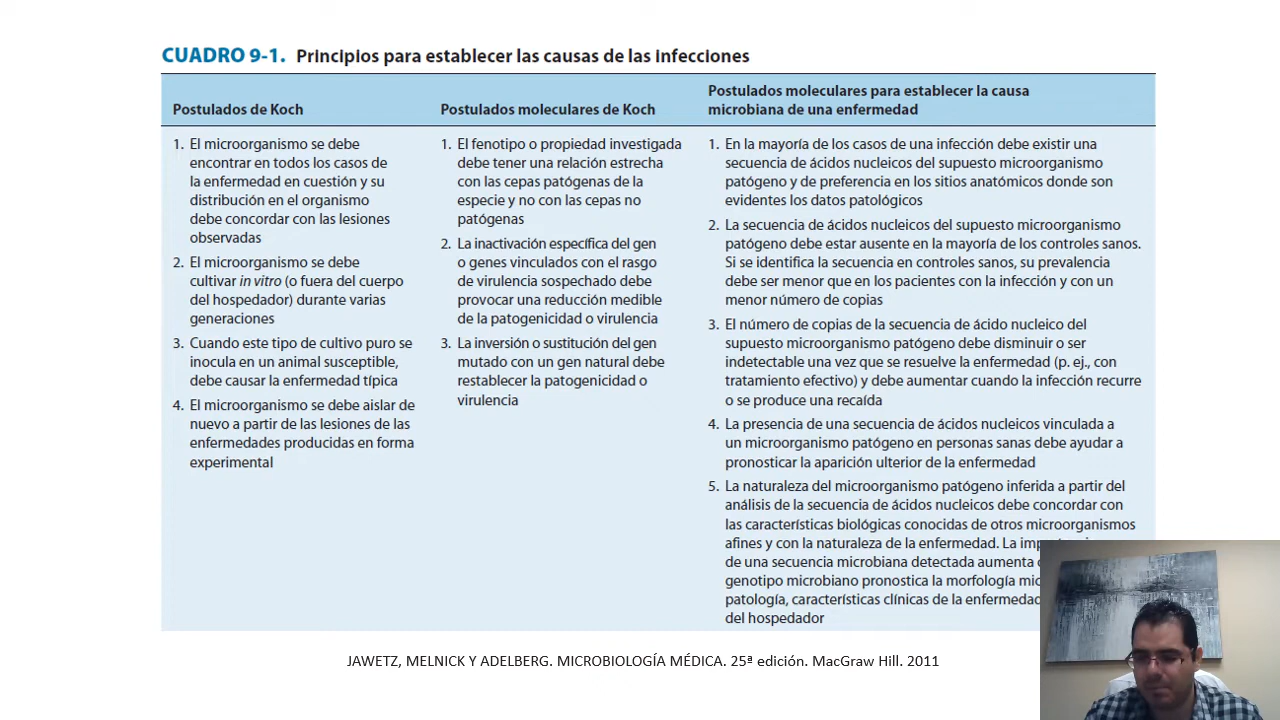 CUADRO 9-1. Principios para establecer las causas de las infecciones
Postulados de Koch
1. El microorganismo se debe
encontrar en todos los casos de
la enfermedad en cuestión y su
distribución en el organismo
debe concordar con las lesiones
observadas
2. El microorganismo se debe
cultivar in vitro (o fuera del cuerpo
del hospedador) durante varias
generaciones
3. Cuando este tipo de cultivo puro se
inocula en un animal susceptible,
debe causar la enfermedad típica
4. El microorganismo se debe aislar de
nuevo a partir de las lesiones de las
enfermedades producidas en forma
experimental
Postulados moleculares de Koch
1. El fenotipo o propiedad investigada
debe tener una relación estrecha
con las cepas patógenas de la
especie y no con las cepas no
patógenas
2. La inactivación específica del gen
o genes vinculados con el rasgo
de virulencia sospechado debe
provocar una reducción medible
de la patogenicidad o virulencia
3. La inversión o sustitución del gen
mutado con un gen natural debe
restablecer la patogenicidad o
virulencia
Postulados moleculares para establecer la causa
microbiana de una enfermedad
1. En la mayoría de los casos de una infección debe existir una
secuencia de ácidos nucleicos del supuesto microorganismo
patógeno y de preferencia en los sitios anatómicos donde son
evidentes los datos patológicos
2. La secuencia de ácidos nucleicos del supuesto microorganismo
patógeno debe estar ausente en la mayoría de los controles sanos.
Si se identifica la secuencia en controles sanos, su prevalencia
debe ser menor que en los pacientes con la infección y con un
menor número de copias
3. El número de copias de la secuencia de ácido nucleico del
supuesto microorganismo patógeno debe disminuir o ser
indetectable una vez que se resuelve la enfermedad (p. ej., con
tratamiento efectivo) y debe aumentar cuando la infección recurre
o se produce una recaída
4. La presencia de una secuencia de ácidos nucleicos vinculada a
un microorganismo patógeno en personas sanas debe ayudar a
pronosticar la aparición ulterior de la enfermedad
5. La naturaleza del microorganismo patógeno inferida a partir del
análisis de la secuencia de ácidos nucleicos debe concordar con
las características biológicas conocidas de otros microorganismos
afines y con la naturaleza de la enfermedad. La
de una secuencia microbiana detectada aumenta
genotipo microbiano pronostica la morfología
patología, características clínicas de la enfermedad
del hospedador
JAWETZ, MELNICK Y ADELBERG. MICROBIOLOGÍA MÉDICA. 25ª edición. MacGraw Hill. 2011